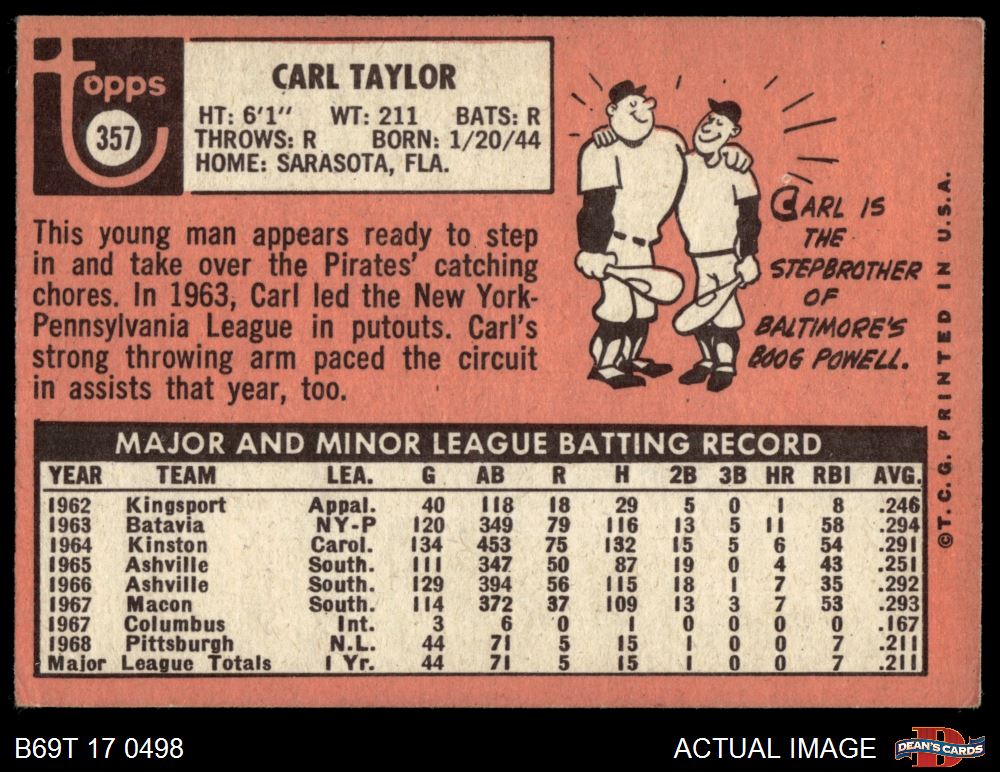 Topps
357
CARL TAYLOR
HT: 6'1" WT: 211 BATS: R
THROWS: R BORN: 1/20/44
HOME: SARASOTA, FLA.
This young man appears ready to step
in and take over the Pirates' catching
chores. In 1963, Carl led the New York-
Pennsylvania League in putouts. Carl's
strong throwing arm paced the circuit
in assists that year, too.
CARL IS
THE
STEPBROTHER
OF
BALTIMORE'S
BOOG POWELL.
©T. C. G. PRINTED IN U.S.A.
MAJOR AND MINOR LEAGUE BATTING RECORD
YEAR TEAM LEA. G AB R H 2B 3B HR RBI AVG.
1962 Kingsport Appal. 40 118 18 29 5 0 1 8 .246
1963 Batavia NY-P 120 349 79 116 13 5 11 58 .294
1964 Kinston Carol. 134 453 75 132 15 5 6 54 .291
1965 Ashville South. 111 347 50 87 19 0 4 43 .251
1966 Ashville South. 129 394 56 115 18 1 7 35 .292
1967 Macon South. 114 372 37 109 13 3 7 53 .293
1967 Columbus Int. 3 6 0 1 0 0 0 0 .167
1968 Pittsburgh N.L. 44 71 5 15 1 0 0 7 .211
Major League Totals 1 Yr. 44 71 5 15 1 0 0 7 .211
B69T 17 0498
ACTUAL IMAGE
D
DEAN'S CARDS